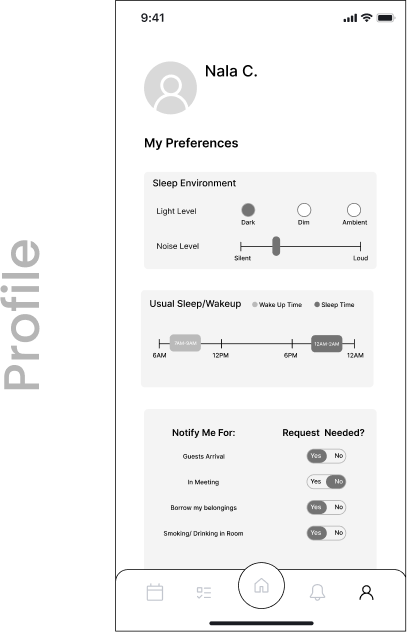 Profile
9:41
Nala C.
My Preferences
Sleep Environment
Light Level
Dark Dim Ambient
Noise Level
Silent Loud
Usual Sleep/Wakeup Wake Up Time Sleep Time
7AM-9AM 12AM-2AM
6AM 12PM 6PM 12AM
Notify Me For: Request Needed?
Guests Arrival Yes No
In Meeting Yes No
Borrow my belongings Yes No
Smoking/ Drinking in Room Yes No